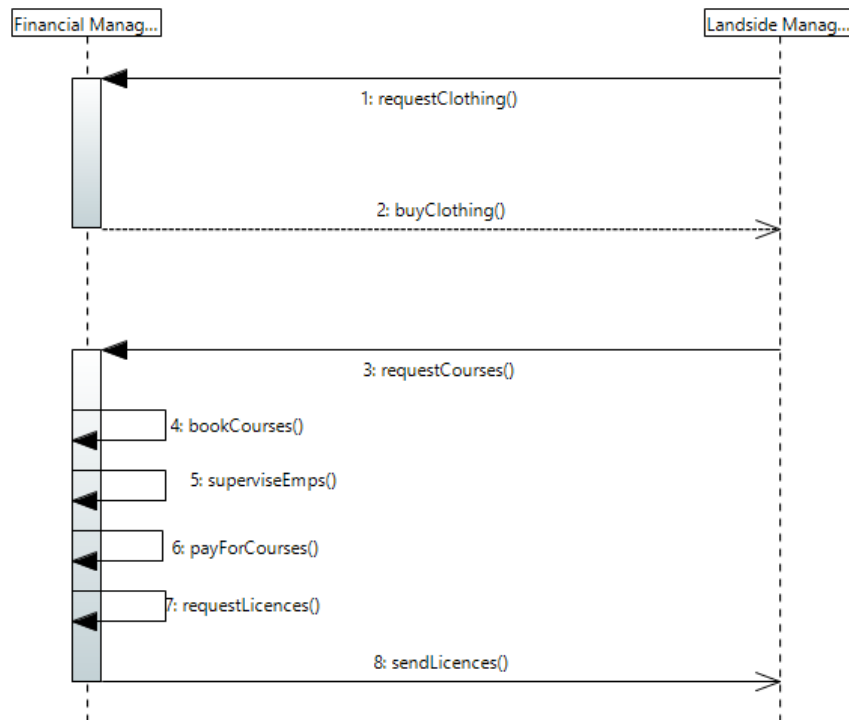 Financial Manag...
Landside Manag...
1: requestClothing()
2: buyClothing()
3: requestCourses()
4: bookCourses()
5: superviseEmps()
6: payForCourses()
7: requestLicences()
8: sendLicences()